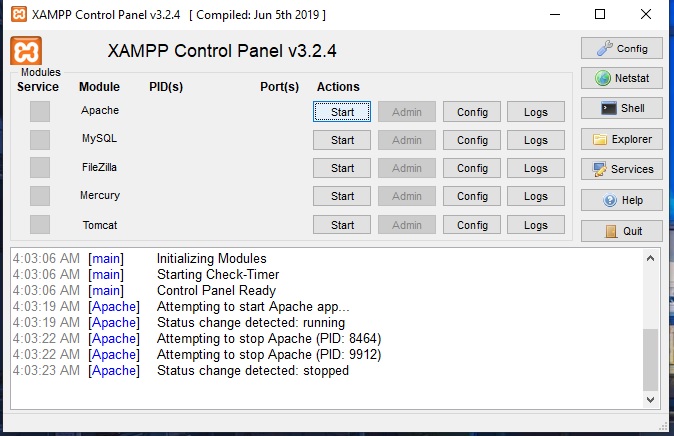 XAMPP Control Panel v3.2.4 [ Compiled: Jun 5th 2019 ]
XAMPP Control Panel v3.2.4
Config
Modules
Service Module PID(s) Port(s) Actions
Netstat
Apache Start Admin Config Logs
Shell
MySQL Start Admin Config Logs
Explorer
FileZilla Start Admin Config Logs
Services
Mercury Start Admin Config Logs
Help
Tomcat Start Admin Config Logs
Quit
4:03:06 AM [main] Initializing Modules
4:03:06 AM [main] Starting Check-Timer
4:03:06 AM [main] Control Panel Ready
4:03:19 AM [Apache] Attempting to start Apache app...
4:03:19 AM [Apache] Status change detected: running
4:03:22 AM [Apache] Attempting to stop Apache (PID: 8464)
4:03:22 AM [Apache] Attempting to stop Apache (PID: 9912)
4:03:23 AM [Apache] Status change detected: stopped